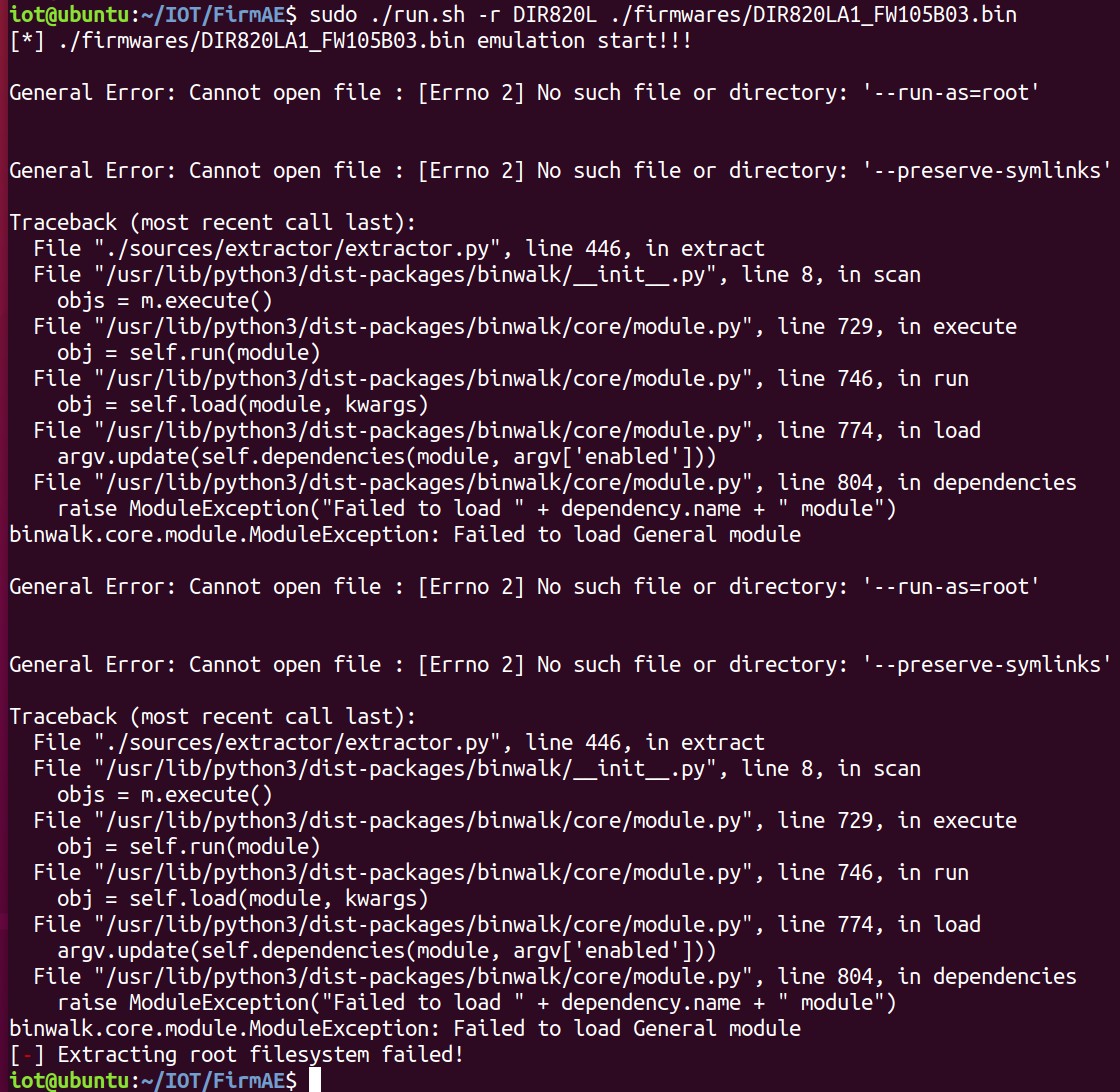 iot@ubuntu:~/IOT/FirmAE$ sudo ./run.sh -r DIR820L ./firmwares/DIR820LA1_FW105B03.bin
[*] ./firmwares/DIR820LA1_FW105B03.bin emulation start!!!
General Error: Cannot open file : [Errno 2] No such file or directory: '--run-as=root'
General Error: Cannot open file : [Errno 2] No such file or directory: '--preserve-symlinks'
Traceback (most recent call last):
  File "./sources/extractor/extractor.py", line 446, in extract
  File "/usr/lib/python3/dist-packages/binwalk/__init__.py", line 8, in scan
    objs = m.execute()
  File "/usr/lib/python3/dist-packages/binwalk/core/module.py", line 729, in execute
    obj = self.run(module)
  File "/usr/lib/python3/dist-packages/binwalk/core/module.py", line 746, in run
    obj = self.load(module, kwargs)
  File "/usr/lib/python3/dist-packages/binwalk/core/module.py", line 774, in load
    argv.update(self.dependencies(module, argv['enabled']))
  File "/usr/lib/python3/dist-packages/binwalk/core/module.py", line 804, in dependencies
    raise ModuleException("Failed to load " + dependency.name + " module")
binwalk.core.module.ModuleException: Failed to load General module
General Error: Cannot open file : [Errno 2] No such file or directory: '--run-as=root'
General Error: Cannot open file : [Errno 2] No such file or directory: '--preserve-symlinks'
Traceback (most recent call last):
  File "./sources/extractor/extractor.py", line 446, in extract
  File "/usr/lib/python3/dist-packages/binwalk/__init__.py", line 8, in scan
    objs = m.execute()
  File "/usr/lib/python3/dist-packages/binwalk/core/module.py", line 729, in execute
    obj = self.run(module)
  File "/usr/lib/python3/dist-packages/binwalk/core/module.py", line 746, in run
    obj = self.load(module, kwargs)
  File "/usr/lib/python3/dist-packages/binwalk/core/module.py", line 774, in load
    argv.update(self.dependencies(module, argv['enabled']))
  File "/usr/lib/python3/dist-packages/binwalk/core/module.py", line 804, in dependencies
    raise ModuleException("Failed to load " + dependency.name + " module")
binwalk.core.module.ModuleException: Failed to load General module
[-] Extracting root filesystem failed!
iot@ubuntu:~/IOT/FirmAE$